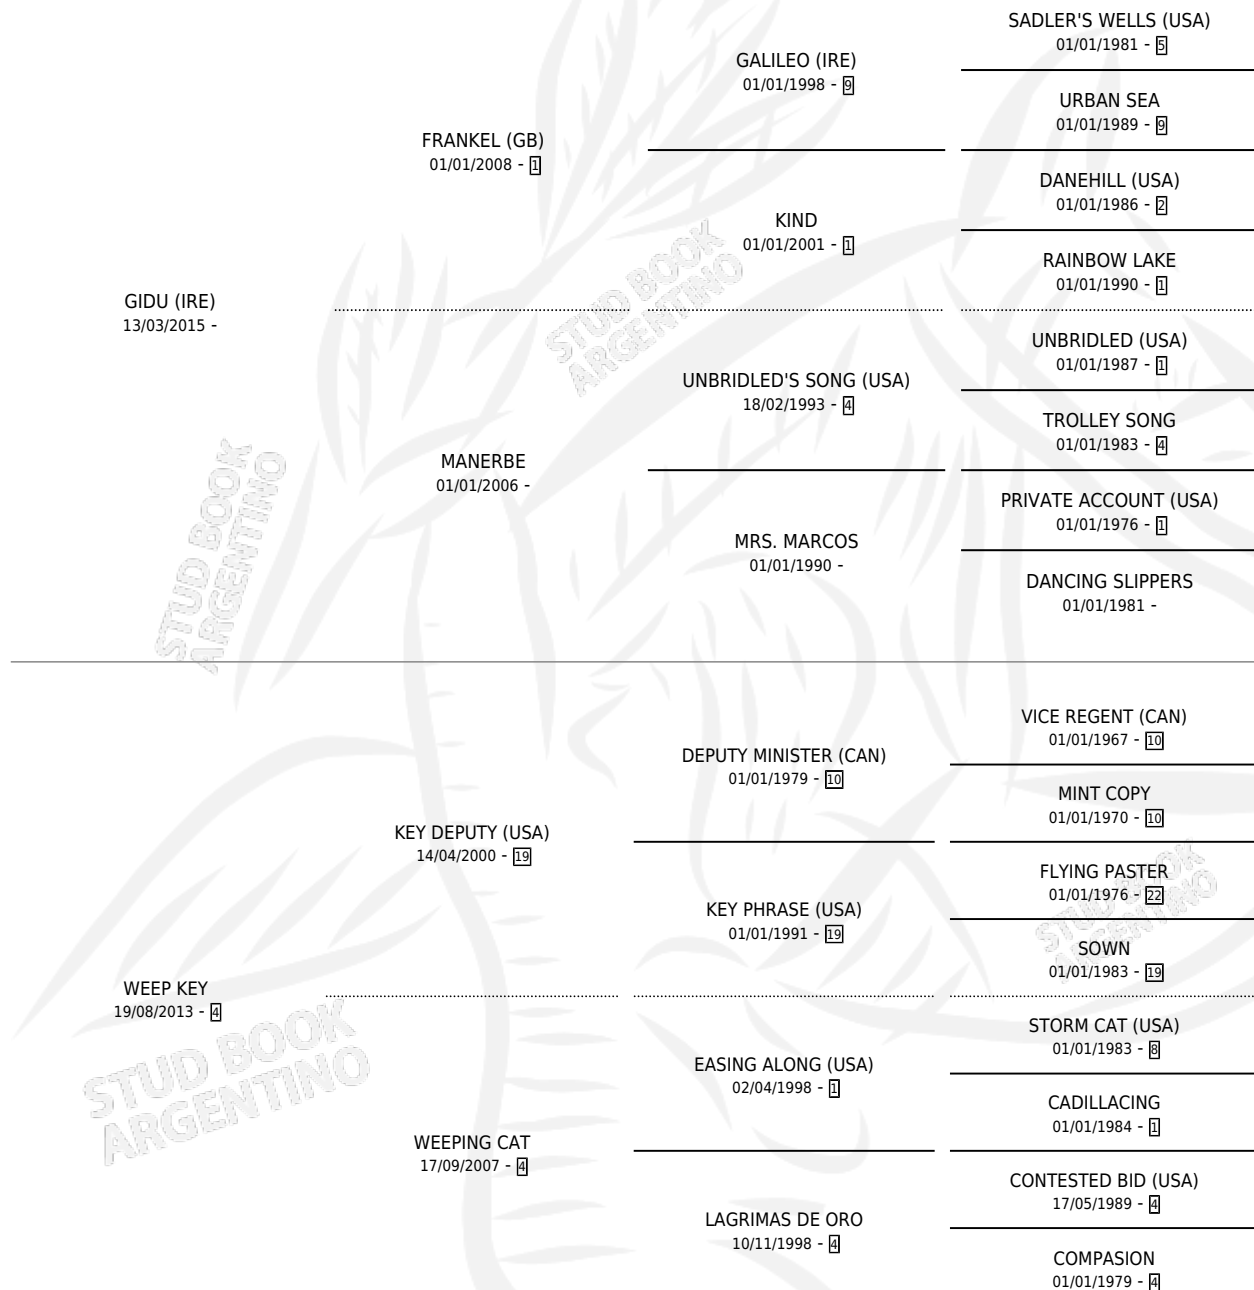 SADLER'S WELLS (USA)
01/01/1981 - 5
GALILEO (IRE)
01/01/1998 - 9
URBAN SEA
01/01/1989 - 9
FRANKEL (GB)
01/01/2008 - 1
DANEHILL (USA)
01/01/1986 - 2
KIND
01/01/2001 - 1
RAINBOW LAKE
01/01/1990 - 1
GIDU (IRE)
13/03/2015 -
UNBRIDLED (USA)
01/01/1987 - 1
UNBRIDLED'S SONG (USA)
18/02/1993 - 4
TROLLEY SONG
01/01/1983 - 4
MANERBE
01/01/2006 -
PRIVATE ACCOUNT (USA)
01/01/1976 - 1
MRS. MARCOS
01/01/1990 -
DANCING SLIPPERS
01/01/1981 -
VICE REGENT (CAN)
01/01/1967 - 10
DEPUTY MINISTER (CAN)
01/01/1979 - 10
MINT COPY
01/01/1970 - 10
KEY DEPUTY (USA)
14/04/2000 - 19
FLYING PASTER
01/01/1976 - 22
KEY PHRASE (USA)
01/01/1991 - 19
SOWN
01/01/1983 - 19
WEEP KEY
19/08/2013 - 4
STORM CAT (USA)
01/01/1983 - 8
EASING ALONG (USA)
02/04/1998 - 1
CADILLACING
01/01/1984 - 1
WEEPING CAT
17/09/2007 - 4
CONTESTED BID (USA)
17/05/1989 - 4
LAGRIMAS DE ORO
10/11/1998 - 4
COMPASION
01/01/1979 - 4
STUD BOOK
ARGENTINO
STUD BOOK
ARGENTINO
STUD BOOK
ARGENTINO
STUD BOOK
ARGENTINO